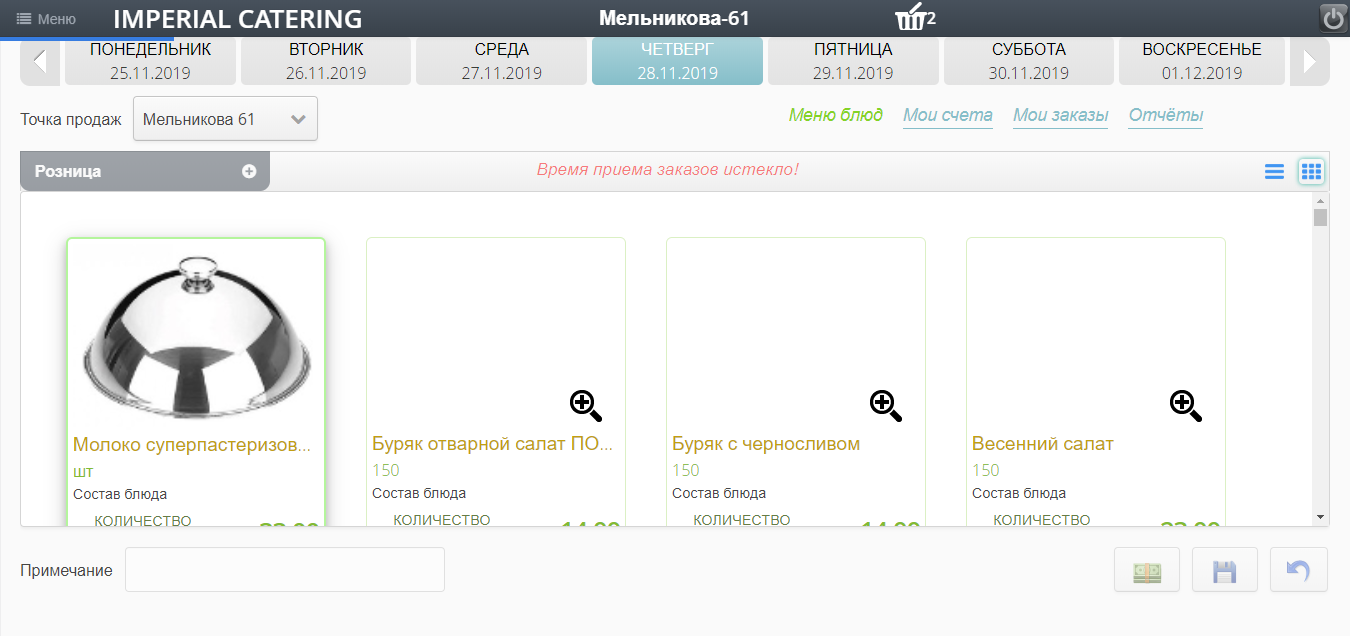 Меню IMPERIAL CATERING Мельникова-61 2
ПОНЕДЕЛЬНИК ВТОРНИК СРЕДА ЧЕТВЕРГ ПЯТНИЦА СУББОТА ВОСКРЕСЕНЬЕ
25.11.2019 26.11.2019 27.11.2019 28.11.2019 29.11.2019 30.11.2019 01.12.2019
Точка продаж Мельникова 61 Меню блюд Мои счета Мои заказы Отчёты
Розница Время приема заказов истекло!
Молоко суперпастеризов... Буряк отварной салат ПО... Буряк с черносливом Весенний салат
шт 150 150 150
Состав блюда Состав блюда Состав блюда Состав блюда
КОЛИЧЕСТВО КОЛИЧЕСТВО КОЛИЧЕСТВО КОЛИЧЕСТВО
Примечание